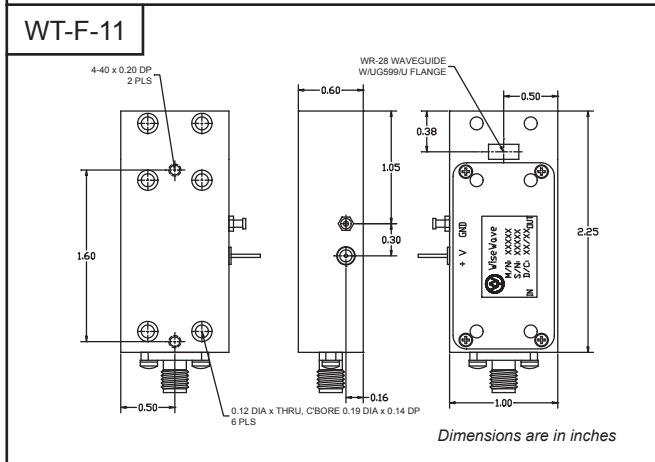 WT-F-11
4-40 x 0.20 DP
2 PLS
WR-28 WAVEGUIDE
W/UG599/U FLANGE
0.60
0.50
0.38
1.05
0.30
1.60
2.25
+ V GND
WiseWave
M/N: XXXXX
S/N: XXXXX
D/C: XX/XX
OUT
IN
0.50
0.16
1.00
0.12 DIA x THRU, C'BORE 0.19 DIA x 0.14 DP
6 PLS
Dimensions are in inches